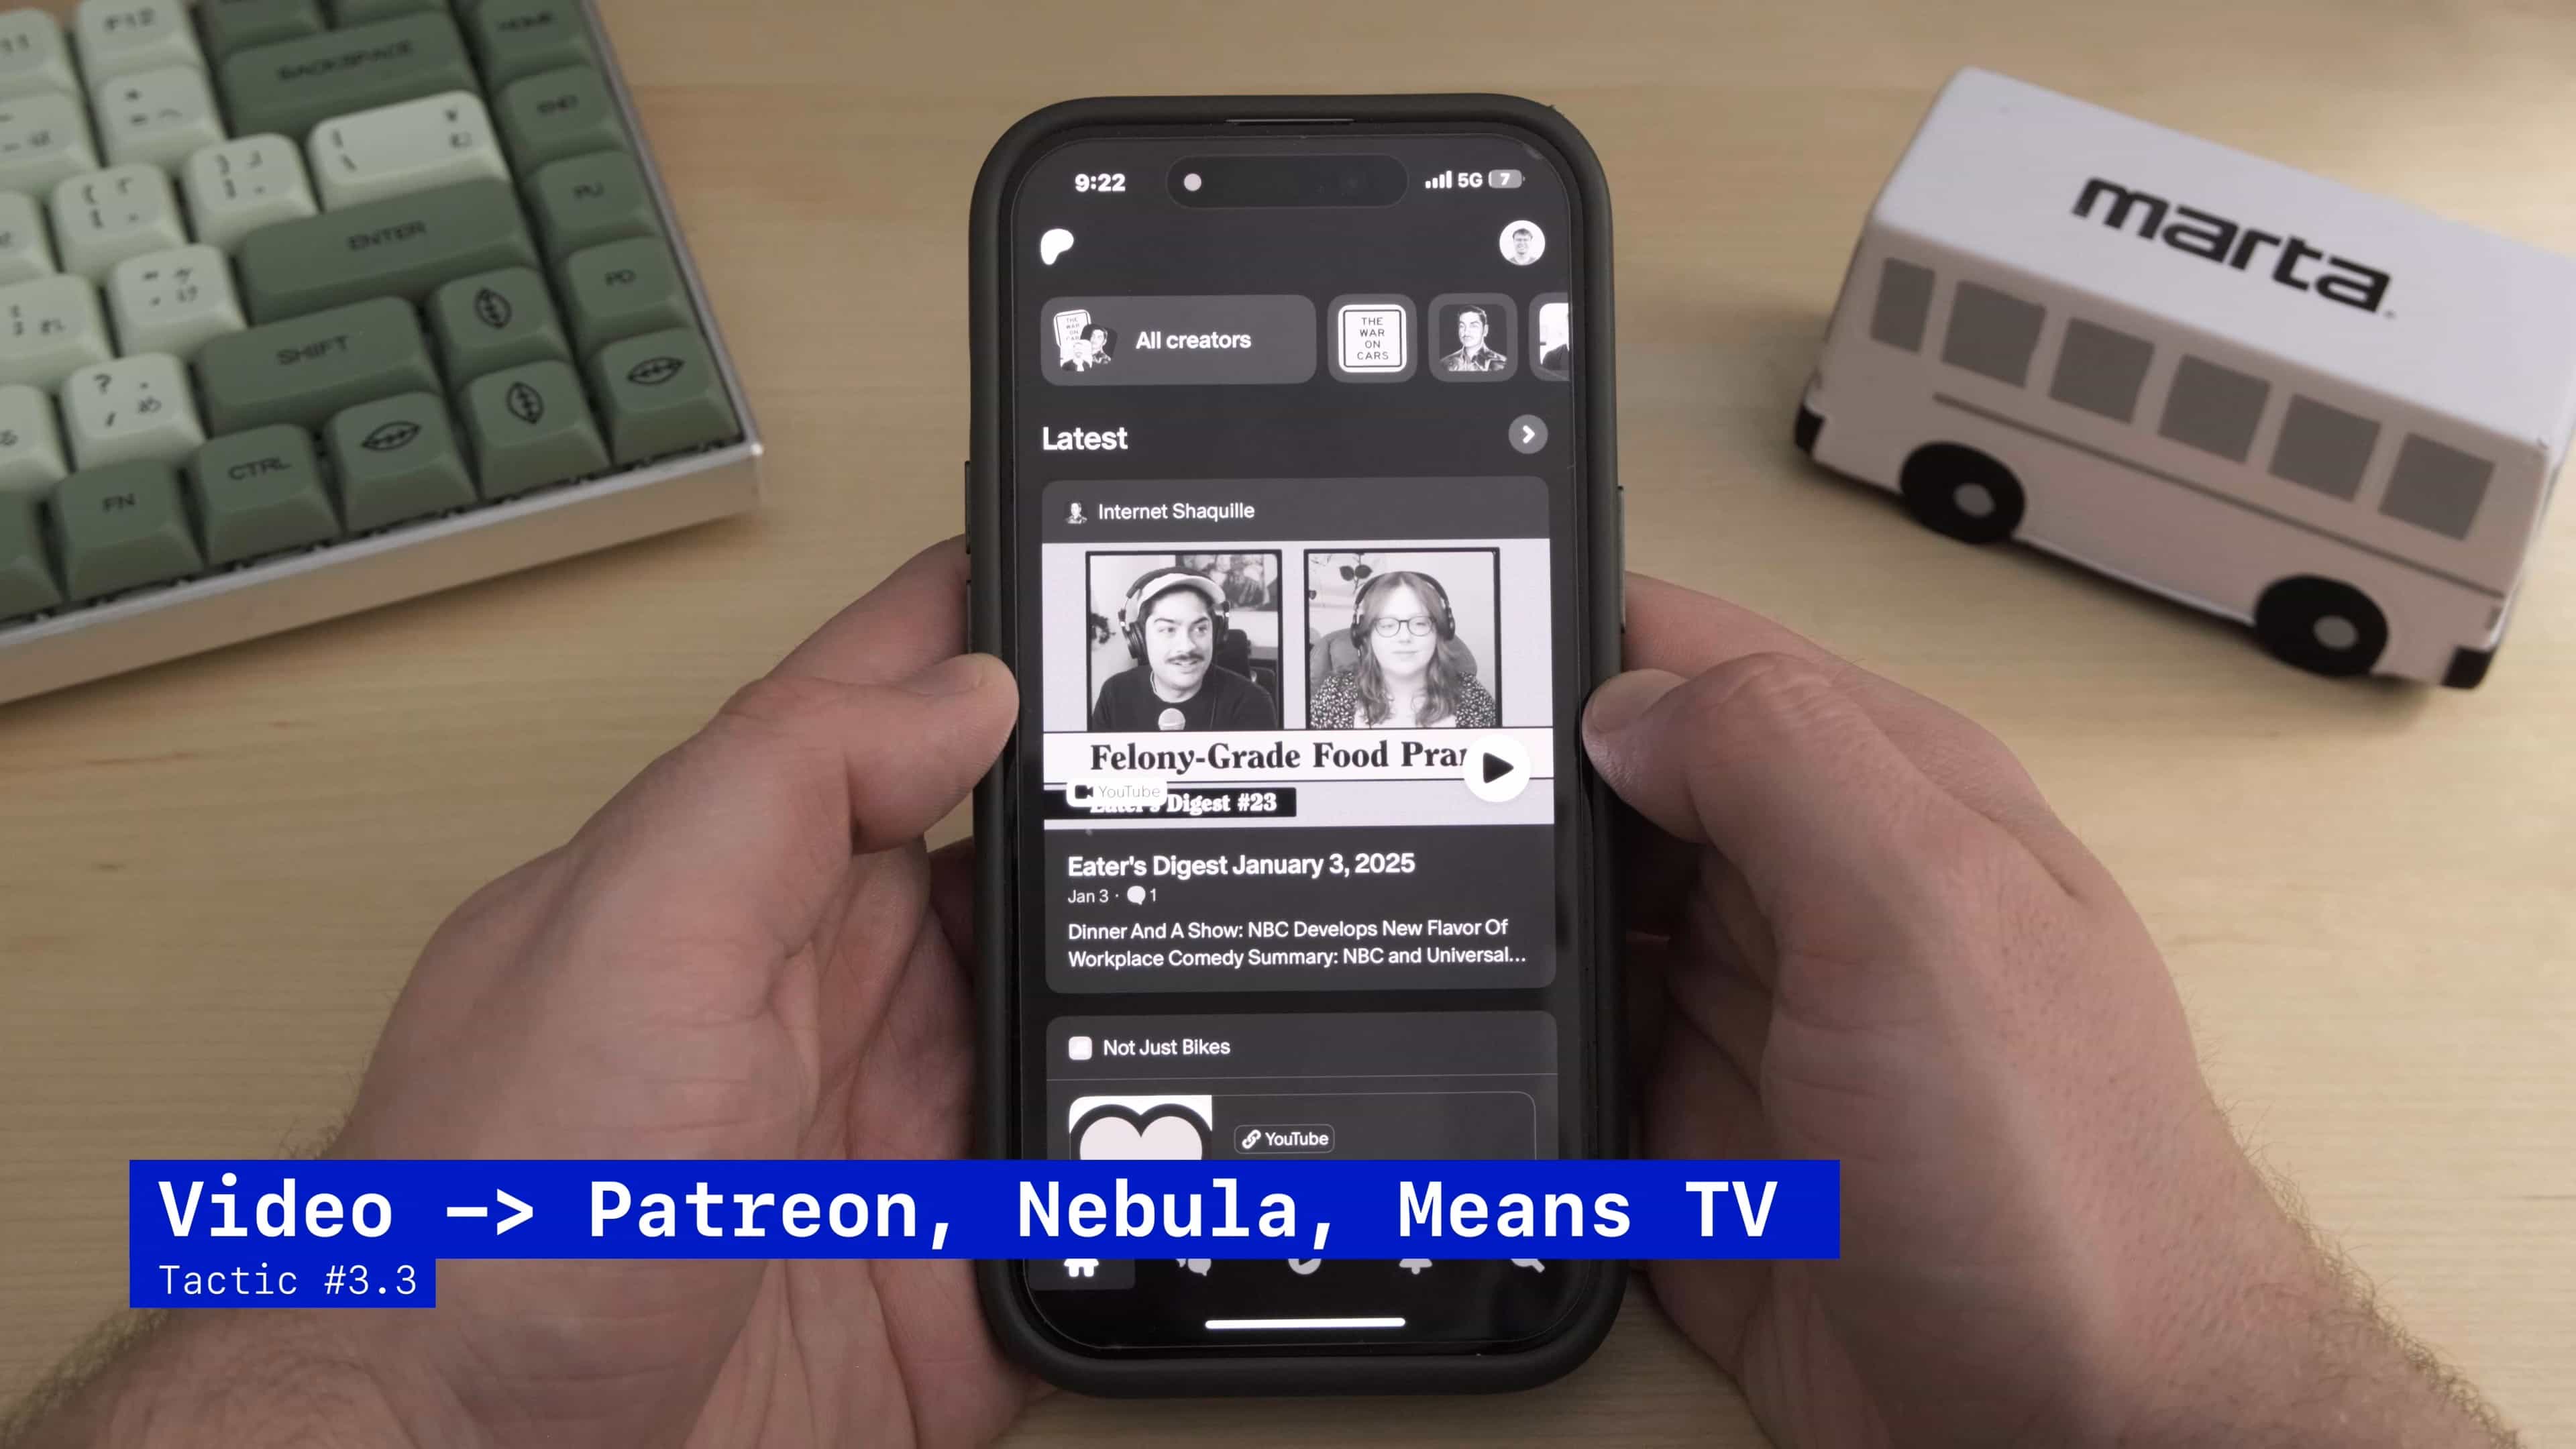 F12
BACKSPACE
HOME
END
ENTER
PU
PD
SHIFT
FN
CTRL
marta
9:22
5G 7
All creators
THE
WAR
ON
CARS
Latest
Internet Shaquille
Felony-Grade Food
YouTube
Digest #23
Eater's Digest January 3, 2025
Jan 3 · 1
Dinner And A Show: NBC Develops New Flavor Of
Workplace Comedy Summary: NBC and Universal...
Not Just Bikes
YouTube
Video -> Patreon, Nebula, Means TV
Tactic #3.3